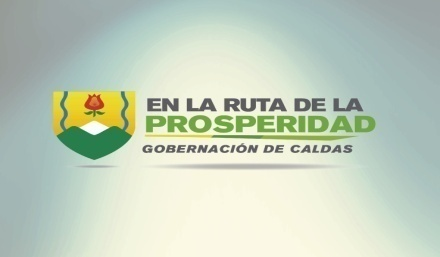 EN LA RUTA DE LA
PROSPERIDAD
GOBERNACIÓN DE CALDAS